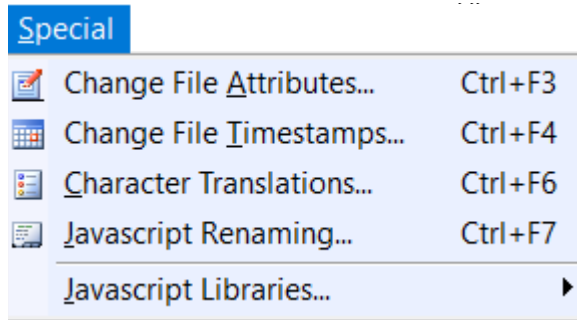 Special
Change File Attributes... Ctrl+F3
Change File Timestamps... Ctrl+F4
Character Translations... Ctrl+F6
Javascript Renaming... Ctrl+F7
Javascript Libraries...